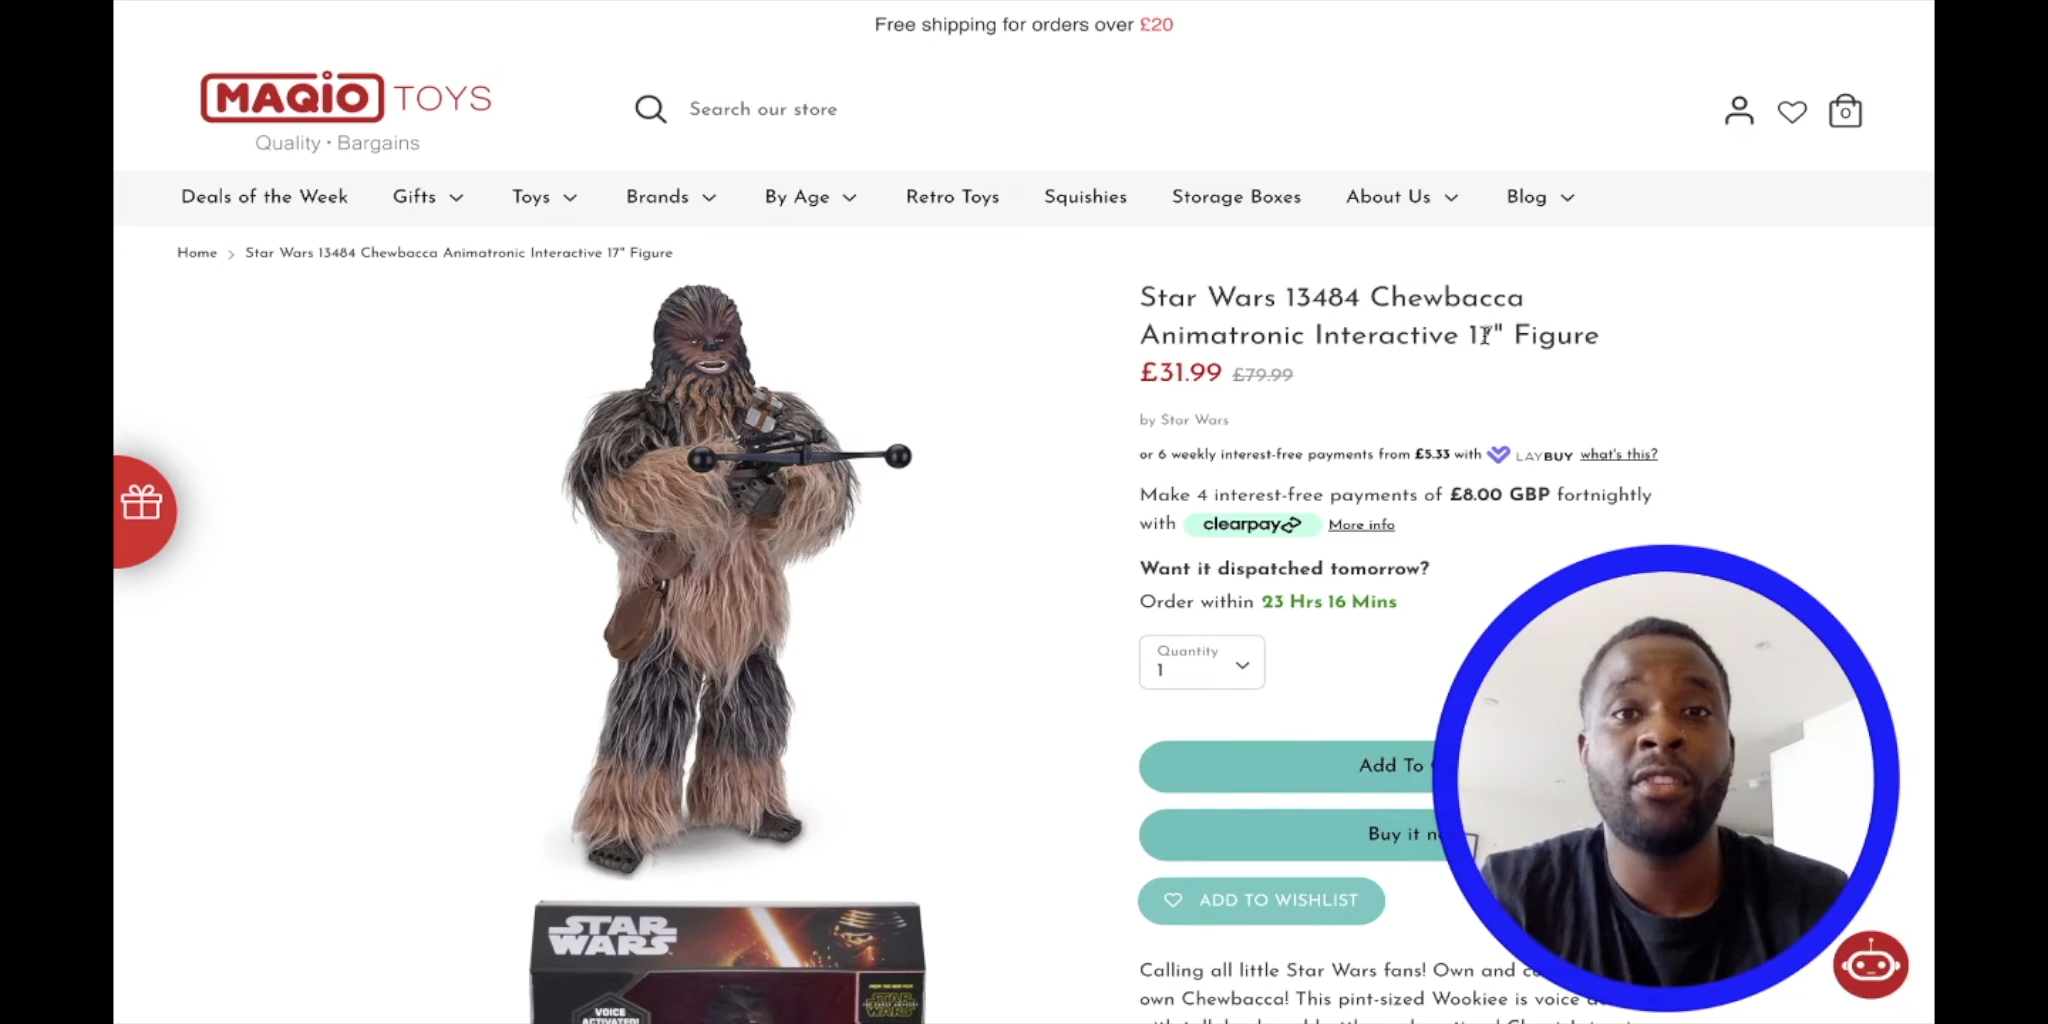 Free shipping for orders over £20
MAQIO TOYS
Quality • Bargains
Search our store
0
Deals of the Week Gifts Toys Brands By Age Retro Toys Squishies Storage Boxes About Us Blog
Home > Star Wars 13484 Chewbacca Animatronic Interactive 17" Figure
Star Wars 13484 Chewbacca
Animatronic Interactive 17" Figure
£31.99 £79.99
by Star Wars
or 6 weekly interest-free payments from £5.33 with LAYBUY what's this?
Make 4 interest-free payments of £8.00 GBP fortnightly
with clearpay More info
Want it dispatched tomorrow?
Order within 23 Hrs 16 Mins
Quantity
1
Add To
Buy it
ADD TO WISHLIST
STAR
WARS
VOICE
ACTIVATED!
STAR
WARS
Calling all little Star Wars fans! Own and
own Chewbacca! This pint-sized Wookiee is voice